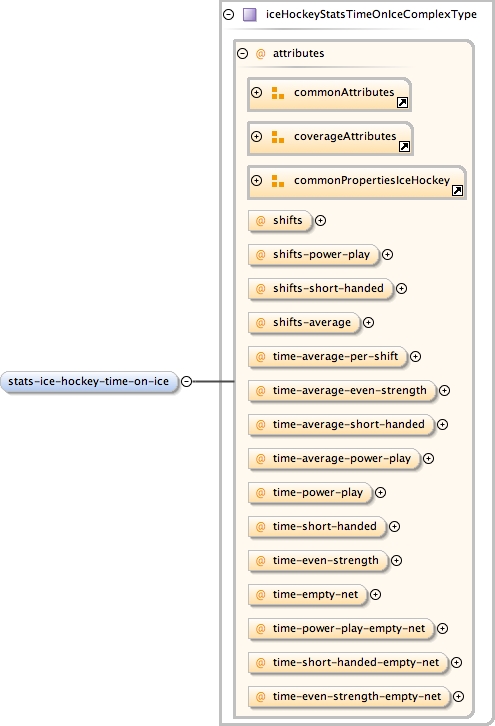 iceHockeyStatsTimeOnIceComplexType
@ attributes
commonAttributes
coverageAttributes
commonPropertiesIceHockey
@ shifts
@ shifts-power-play
@ shifts-short-handed
@ shifts-average
@ time-average-per-shift
@ time-average-even-strength
@ time-average-short-handed
@ time-average-power-play
@ time-power-play
@ time-short-handed
@ time-even-strength
@ time-empty-net
@ time-power-play-empty-net
@ time-short-handed-empty-net
@ time-even-strength-empty-net
stats-ice-hockey-time-on-ice